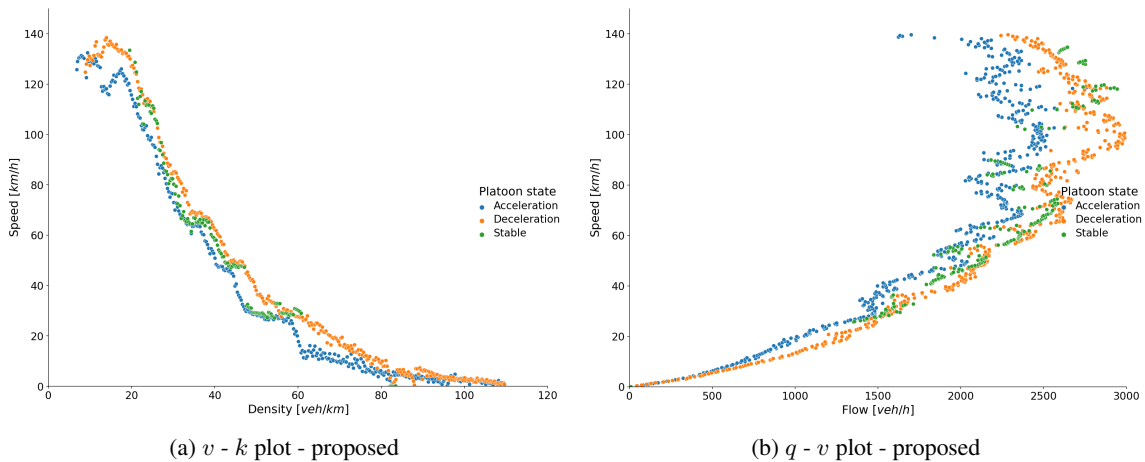 140
120
100
80
60
40
20
0
Speed [km/h]
0
20
40
60
80
100
120
Density [veh/km]
Platoon state
Acceleration
Deceleration
Stable
(a) v - k plot - proposed
140
120
100
80
60
40
20
0
Speed [km/h]
0
500
1000
1500
2000
2500
3000
Flow [veh/h]
Platoon state
Acceleration
Deceleration
Stable
(b) q - v plot - proposed